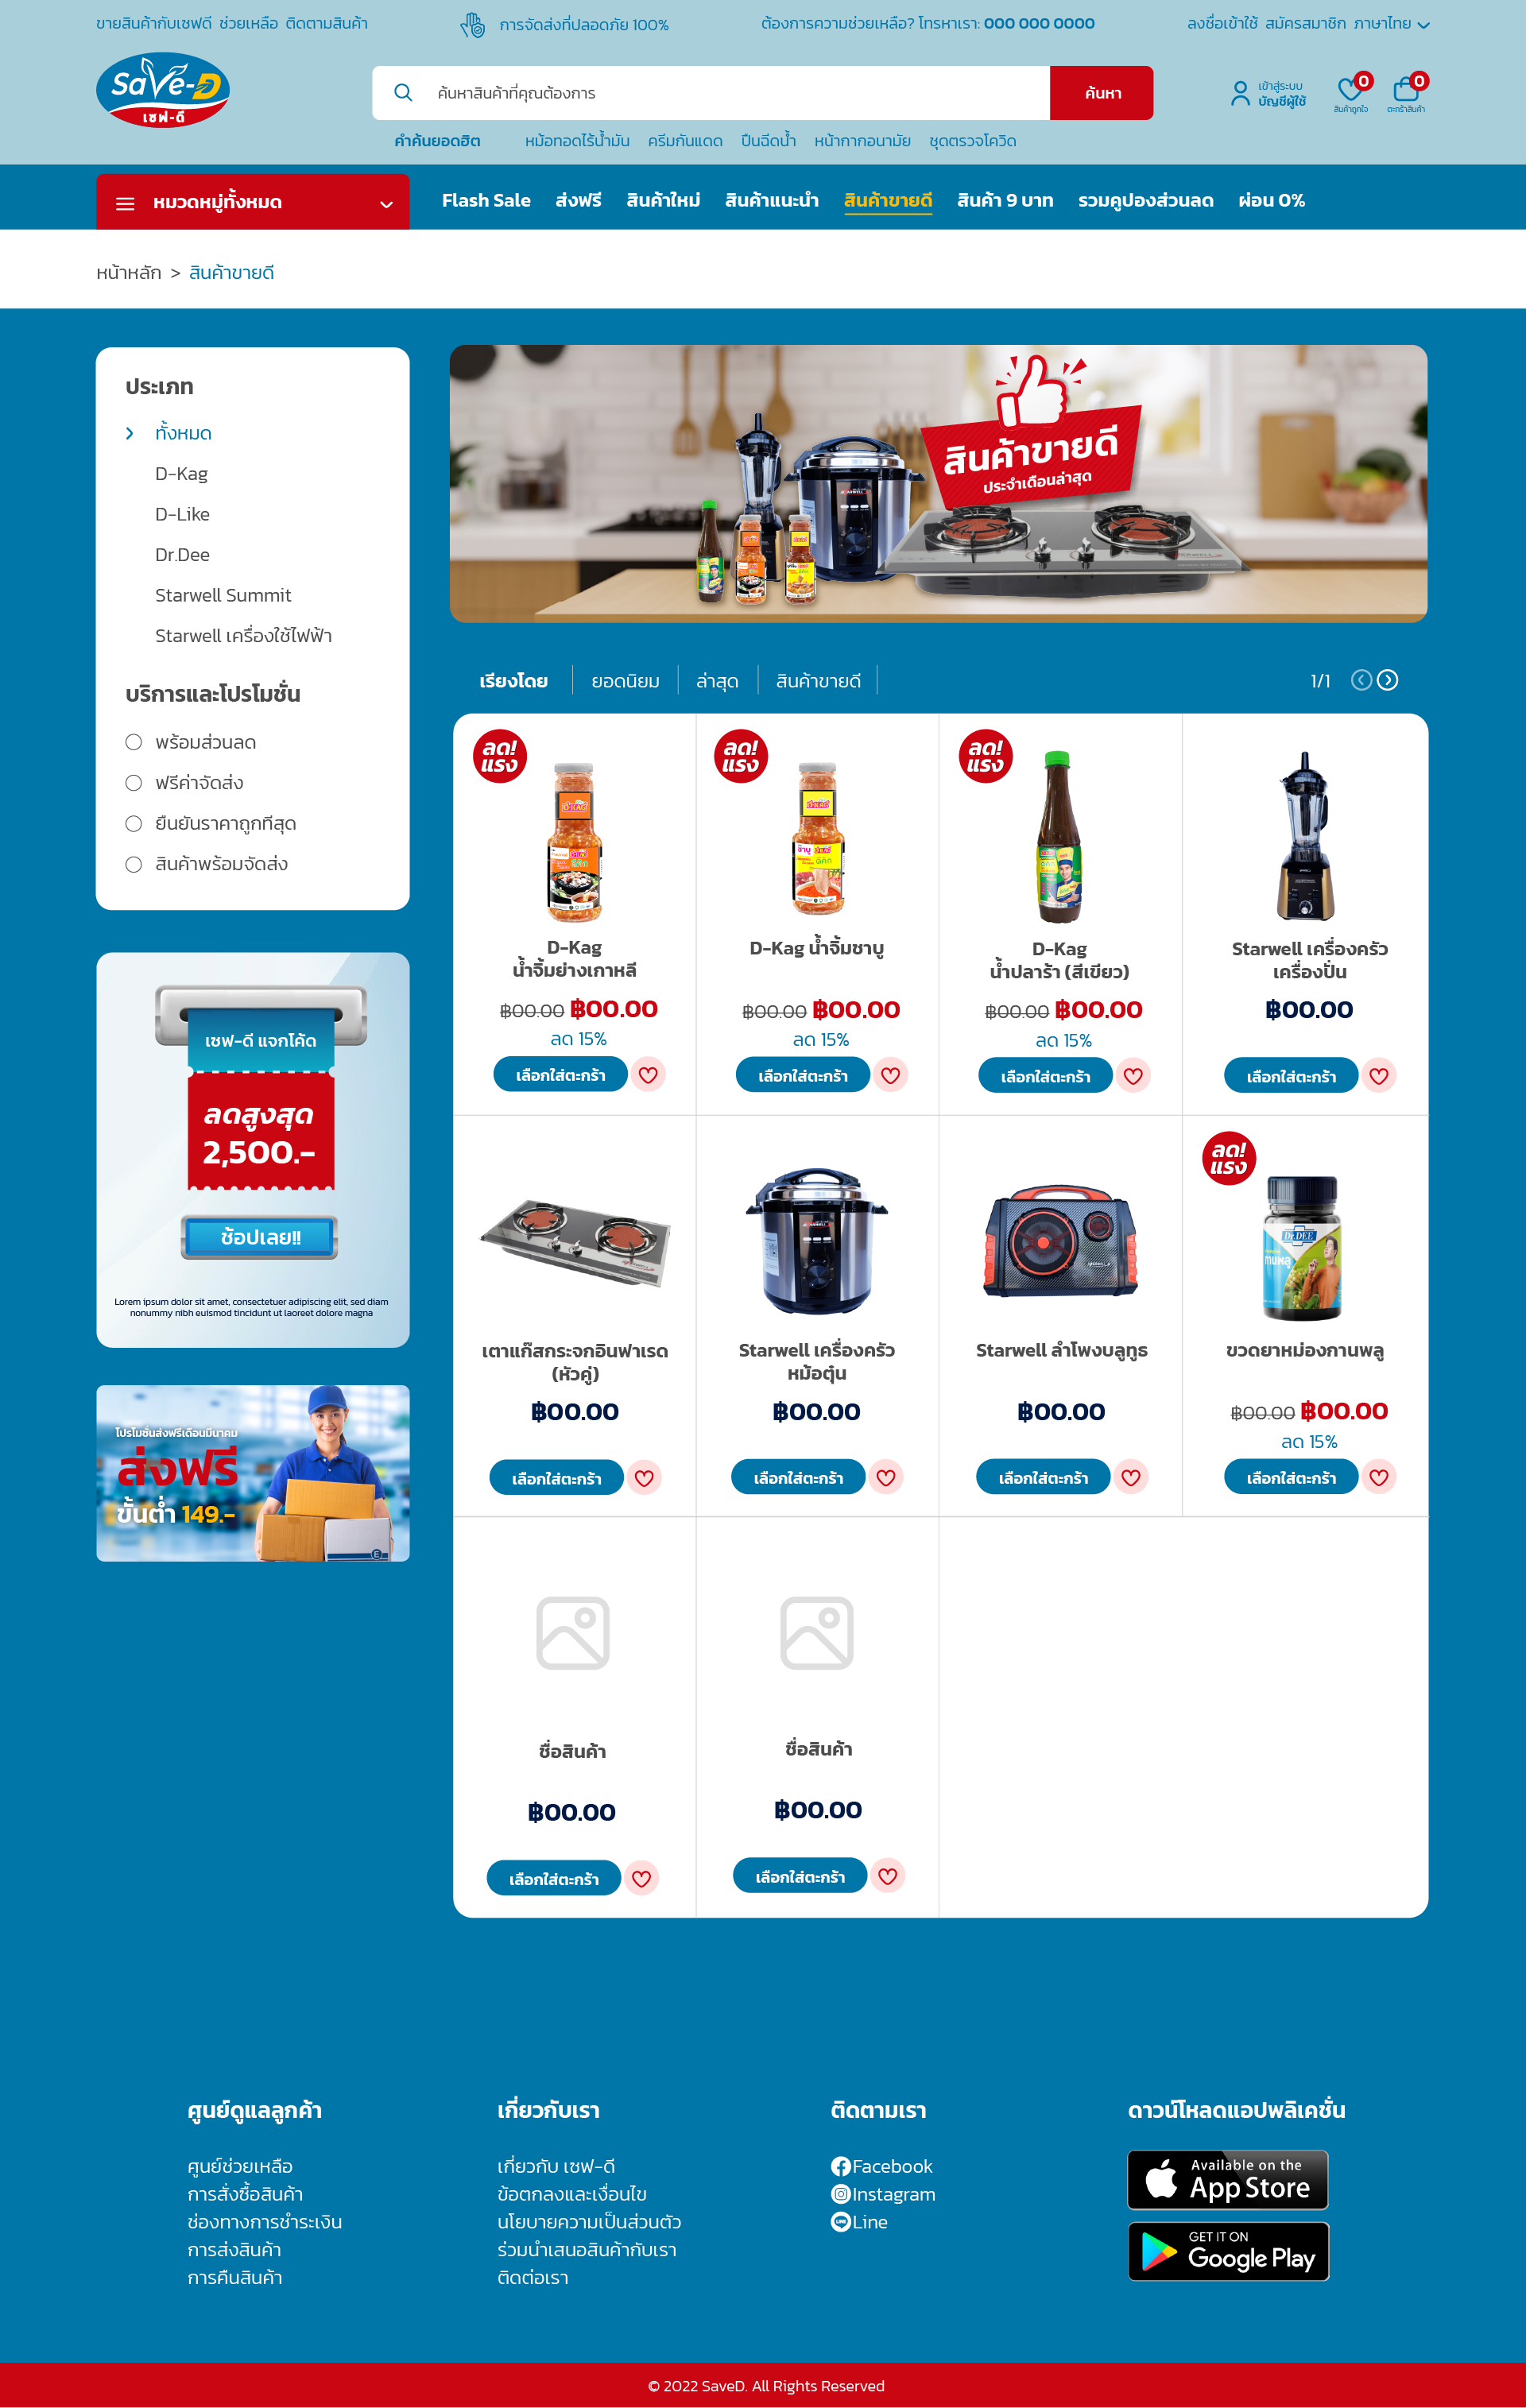 ขายสินค้ากับเซฟดี ช่วยเหลือ ติดตามสินค้า
การจัดส่งที่ปลอดภัย 100%
ต้องการความช่วยเหลือ? โทรหาเรา: 000 000 0000
ลงชื่อเข้าใช้ สมัครสมาชิก ภาษาไทย
Save-D
เซฟ-ดี
ค้นหาสินค้าที่คุณต้องการ
ค้นหา
เข้าสู่ระบบ
บัญชีผู้ใช้
0
สินค้าถูกใจ
0
ตะกร้าสินค้า
คำค้นยอดฮิต
หม้อทอดไร้น้ำมัน ครีมกันแดด ปืนฉีดน้ำ หน้ากากอนามัย ชุดตรวจโควิด
หมวดหมู่ทั้งหมด
Flash Sale ส่งฟรี สินค้าใหม่ สินค้าแนะนำ สินค้าขายดี สินค้า 9 บาท รวมคูปองส่วนลด ผ่อน 0%
หน้าหลัก > สินค้าขายดี
ประเภท
ทั้งหมด
D-Kag
D-Like
Dr.Dee
Starwell Summit
Starwell เครื่องใช้ไฟฟ้า
บริการและโปรโมชั่น
พร้อมส่วนลด
ฟรีค่าจัดส่ง
ยืนยันราคาถูกที่สุด
สินค้าพร้อมจัดส่ง
เซฟ-ดี แจกโค้ด
ลดสูงสุด
2,500.-
ช้อปเลย!!
Lorem ipsum dolor sit amet, consectetuer adipiscing elit, sed diam
nonummy nibh euismod tincidunt ut laoreet dolore magna
โปรโมชั่นส่งฟรีเดือนมีนาคม
ส่งฟรี
ขั้นต่ำ 149.-
สินค้าขายดี
ประจำเดือนล่าสุด
เรียงโดย ยอดนิยม ล่าสุด สินค้าขายดี
1/1
ลด!
แรง
D-Kag
น้ำจิ้มย่างเกาหลี
฿00.00 ฿00.00
ลด 15%
เลือกใส่ตะกร้า
ลด!
แรง
D-Kag น้ำจิ้มชาบู
฿00.00 ฿00.00
ลด 15%
เลือกใส่ตะกร้า
ลด!
แรง
D-Kag
น้ำปลาร้า (สีเขียว)
฿00.00 ฿00.00
ลด 15%
เลือกใส่ตะกร้า
Starwell เครื่องครัว
เครื่องปั่น
฿00.00
เลือกใส่ตะกร้า
เตาแก๊สกระจกอินฟาเรด
(หัวคู่)
฿00.00
เลือกใส่ตะกร้า
Starwell เครื่องครัว
หม้อตุ๋น
฿00.00
เลือกใส่ตะกร้า
Starwell ลำโพงบลูทูธ
฿00.00
เลือกใส่ตะกร้า
ลด!
แรง
Dr.DEE
กานพลู
ขวดยาหม่องกานพลู
฿00.00 ฿00.00
ลด 15%
เลือกใส่ตะกร้า
ชื่อสินค้า
฿00.00
เลือกใส่ตะกร้า
ชื่อสินค้า
฿00.00
เลือกใส่ตะกร้า
ศูนย์ดูแลลูกค้า
ศูนย์ช่วยเหลือ
การสั่งซื้อสินค้า
ช่องทางการชำระเงิน
การส่งสินค้า
การคืนสินค้า
เกี่ยวกับเรา
เกี่ยวกับ เซฟ-ดี
ข้อตกลงและเงื่อนไข
นโยบายความเป็นส่วนตัว
ร่วมนำเสนอสินค้ากับเรา
ติดต่อเรา
ติดตามเรา
Facebook
Instagram
Line
ดาวน์โหลดแอปพลิเคชั่น
Available on the
App Store
GET IT ON
Google Play
© 2022 SaveD. All Rights Reserved